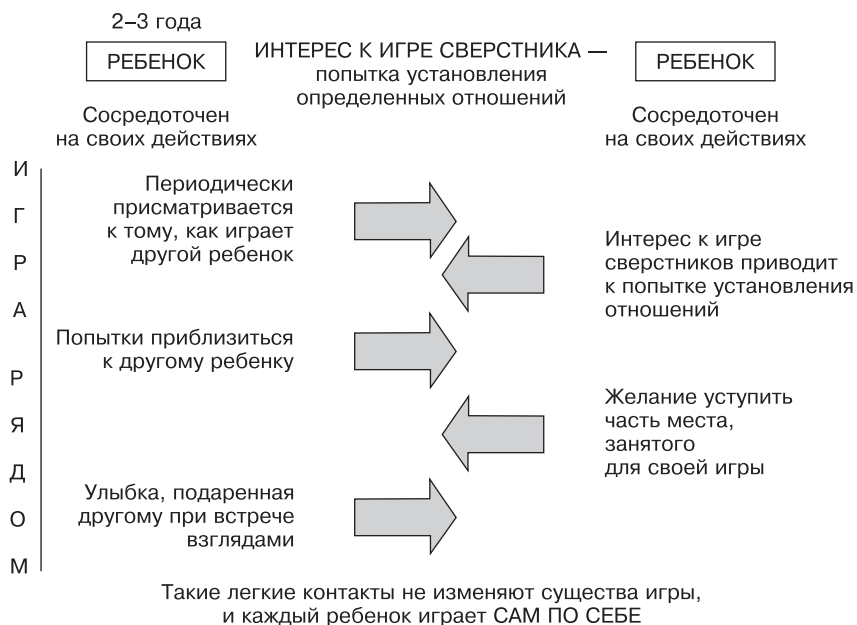 2–3 года
РЕБЕНОК
ИНТЕРЕС К ИГРЕ СВЕРСТНИКА —
попытка установления
определенных отношений
РЕБЕНОК
Сосредоточен
на своих действиях
Сосредоточен
на своих действиях
ИГРА РЯДОМ
Периодически
присматривается
к тому, как играет
другой ребенок
Интерес к игре
сверстников приводит
к попытке установления
отношений
Попытки приблизиться
к другому ребенку
Желание уступить
часть места,
занятого
для своей игры
Улыбка, подаренная
другому при встрече
взглядами
Такие легкие контакты не изменяют существа игры,
и каждый ребенок играет САМ ПО СЕБЕ